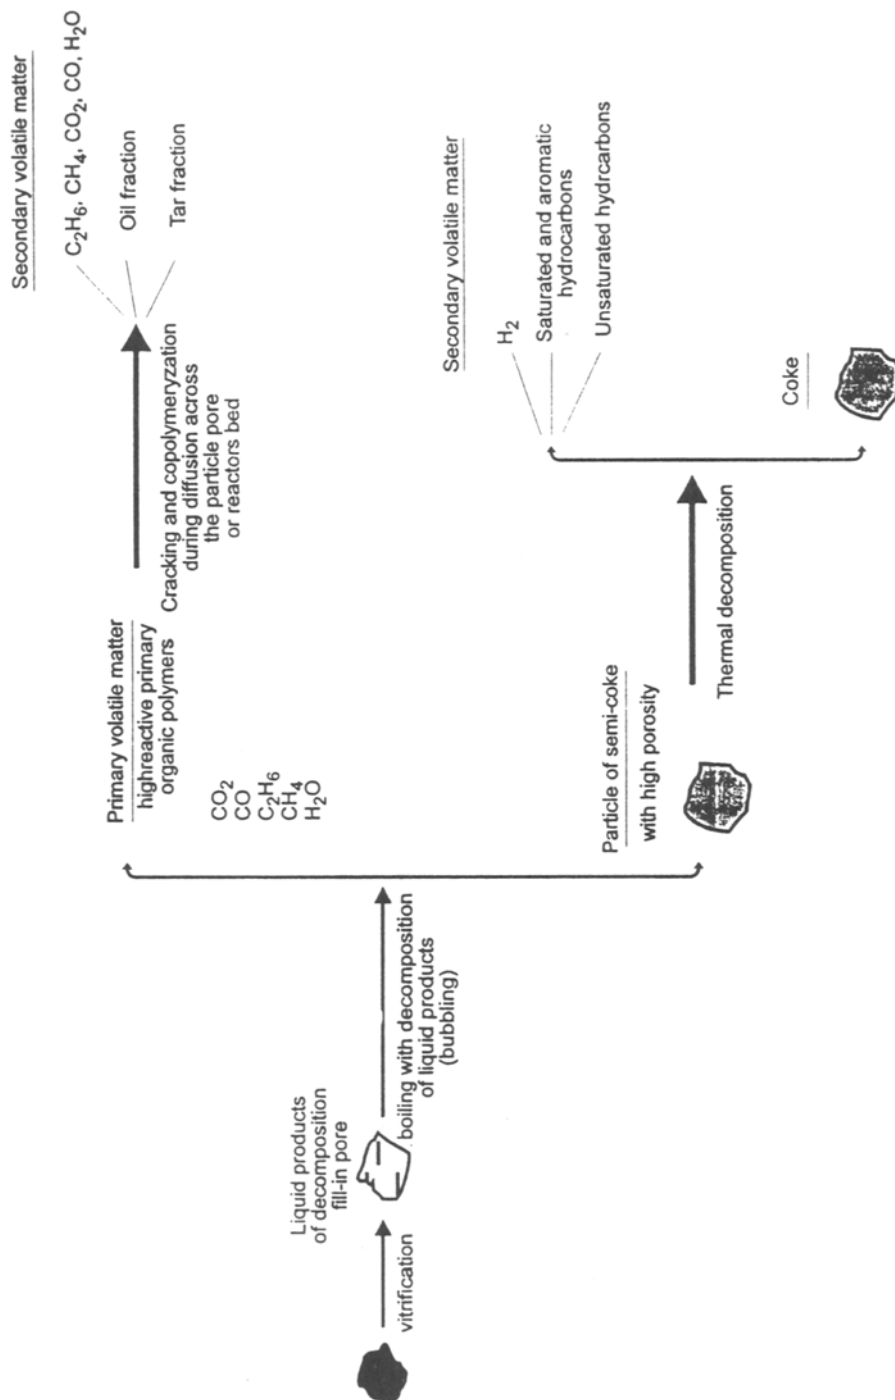 vitrification
Liquid products
of decomposition
fill-in pore
boiling with decomposition
of liquid products
(bubbling)
Primary volatile matter
highreactive primary
organic polymers
CO₂
CO
C₂H₆
CH₄
H₂O
Cracking and copolymeryzation
during diffusion across
the particle pore
or reactors bed
Secondary volatile matter
C₂H₆, CH₄, CO₂, CO, H₂O
Oil fraction
Tar fraction
Particle of semi-coke
with high porosity
Thermal decomposition
Secondary volatile matter
H₂
Saturated and aromatic
hydrocarbons
Unsaturated hydrcarbons
Coke